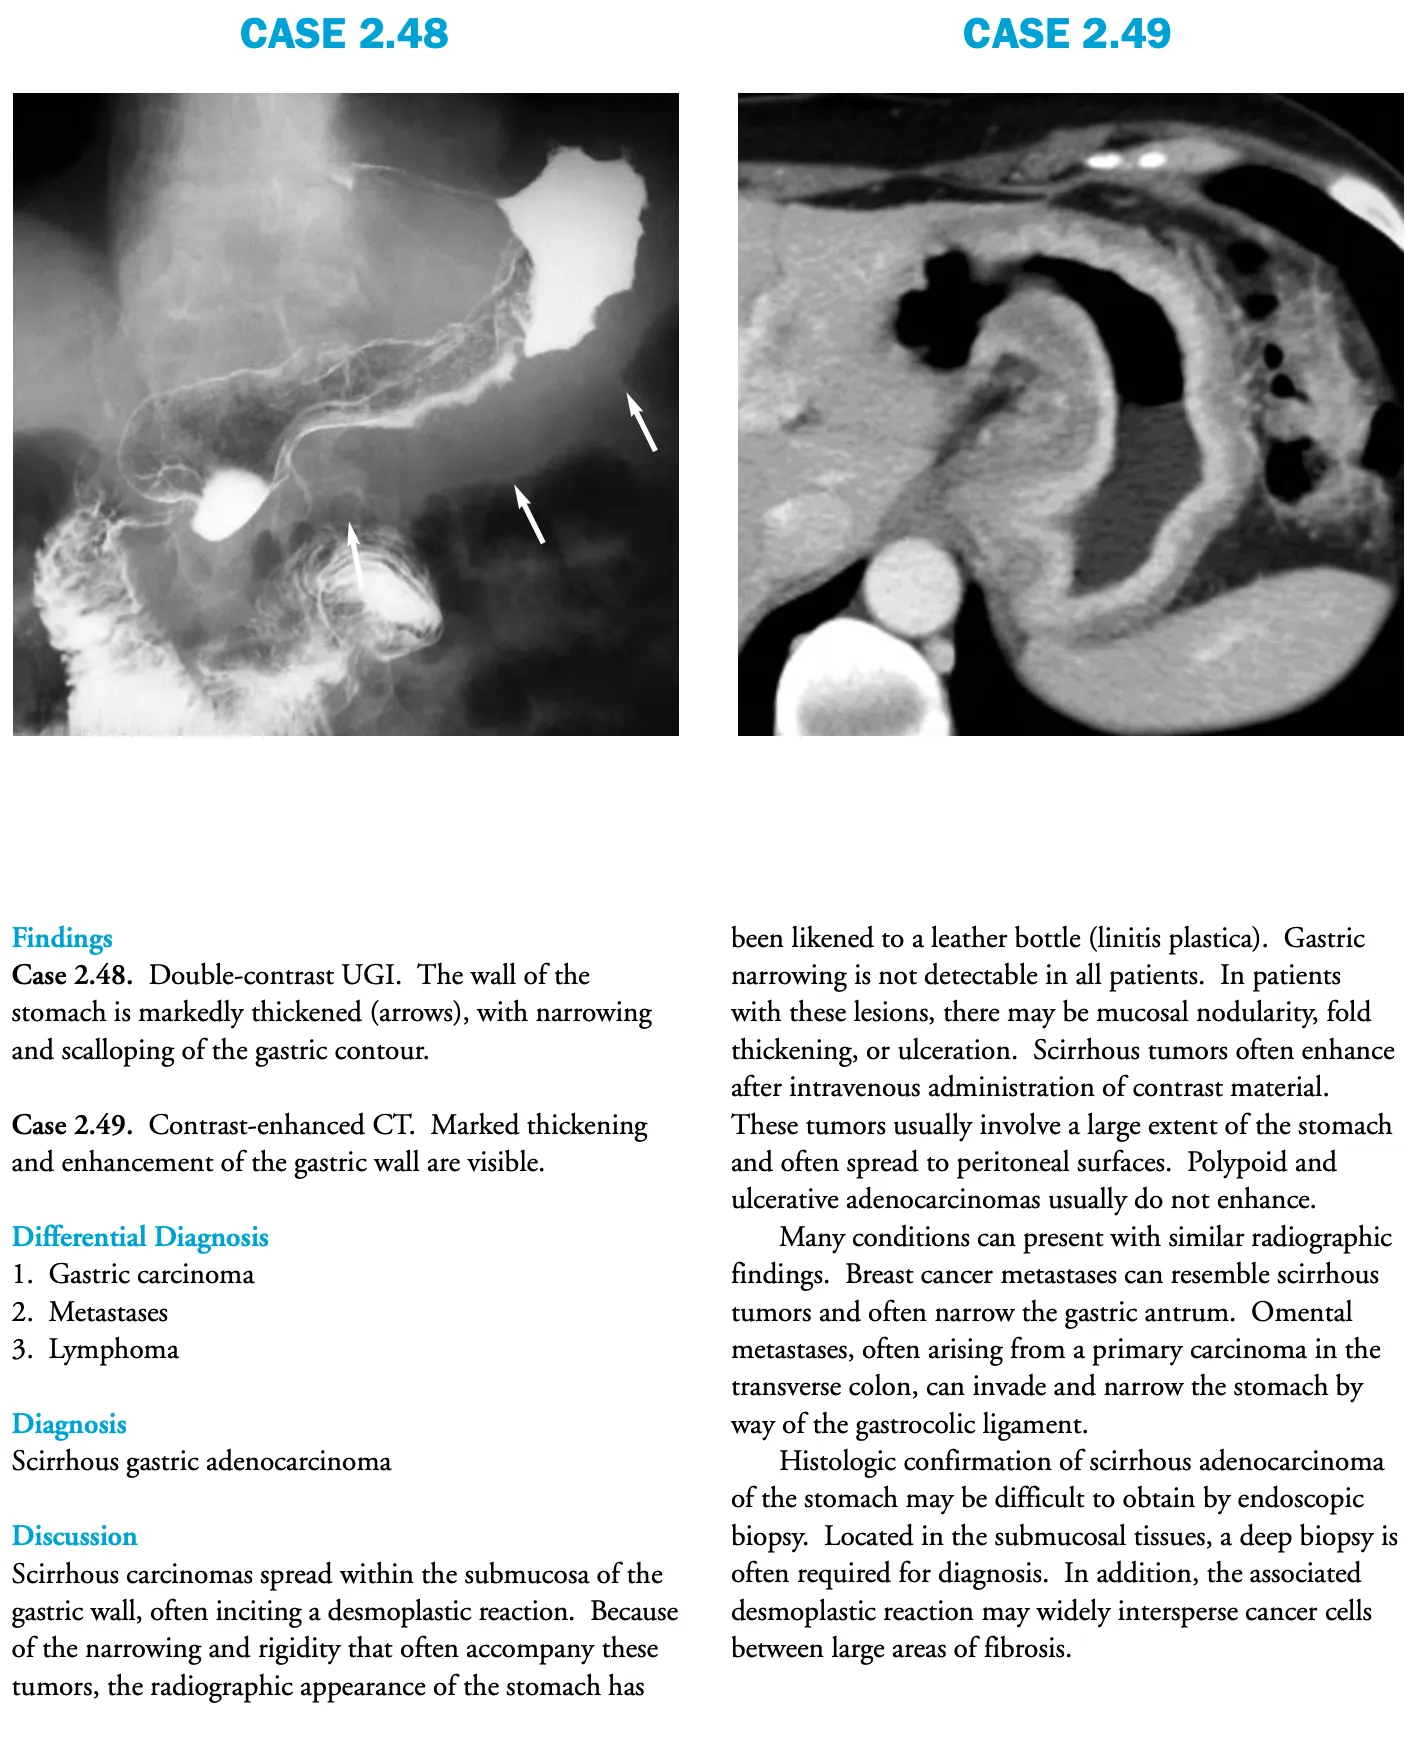 CASE 2.48
CASE 2.49
Findings
Case 2.48. Double-contrast UGI. The wall of the
stomach is markedly thickened (arrows), with narrowing
and scalloping of the gastric contour.
Case 2.49. Contrast-enhanced CT. Marked thickening
and enhancement of the gastric wall are visible.
Differential Diagnosis
1. Gastric carcinoma
2. Metastases
3. Lymphoma
Diagnosis
Scirrhous gastric adenocarcinoma
Discussion
Scirrhous carcinomas spread within the submucosa of the
gastric wall, often inciting a desmoplastic reaction. Because
of the narrowing and rigidity that often accompany these
tumors, the radiographic appearance of the stomach has
been likened to a leather bottle (linitis plastica). Gastric
narrowing is not detectable in all patients. In patients
with these lesions, there may be mucosal nodularity, fold
thickening, or ulceration. Scirrhous tumors often enhance
after intravenous administration of contrast material.
These tumors usually involve a large extent of the stomach
and often spread to peritoneal surfaces. Polypoid and
ulcerative adenocarcinomas usually do not enhance.
Many conditions can present with similar radiographic
findings. Breast cancer metastases can resemble scirrhous
tumors and often narrow the gastric antrum. Omental
metastases, often arising from a primary carcinoma in the
transverse colon, can invade and narrow the stomach by
way of the gastrocolic ligament.
Histologic confirmation of scirrhous adenocarcinoma
of the stomach may be difficult to obtain by endoscopic
biopsy. Located in the submucosal tissues, a deep biopsy is
often required for diagnosis. In addition, the associated
desmoplastic reaction may widely intersperse cancer cells
between large areas of fibrosis.